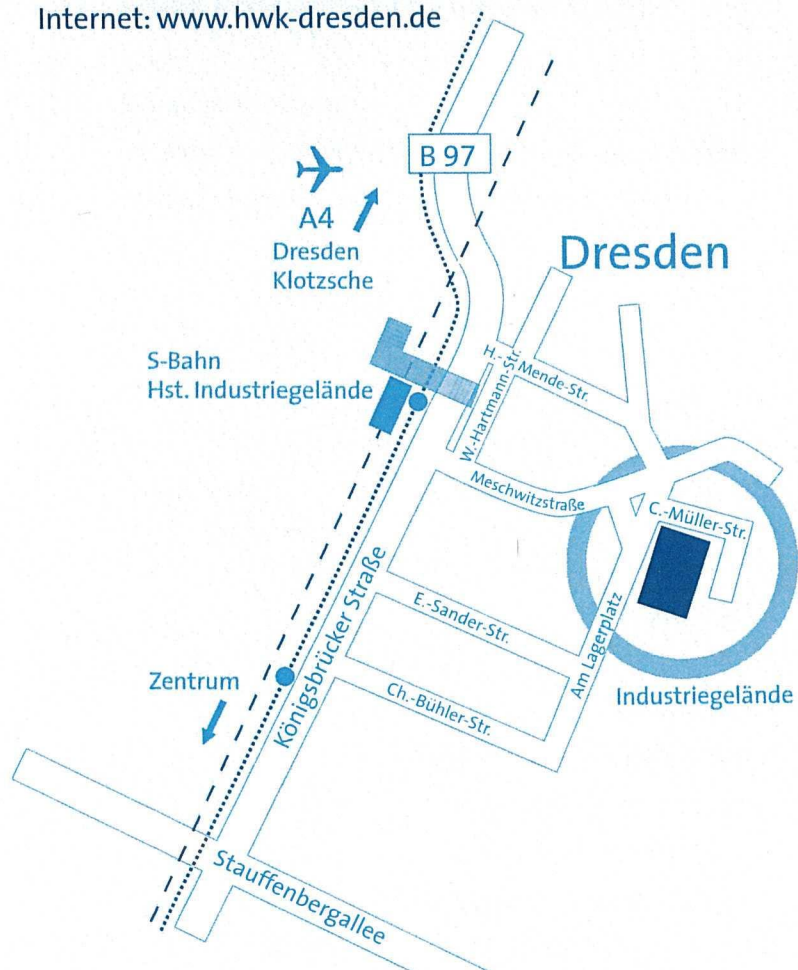 Internet: www.hwk-dresden.de
B 97
A4
Dresden
Klotzsche
Dresden
S-Bahn
Hst. Industriegelände
H.-Mende-Str.
W.-Hartmann-Str.
Meschwitzstraße
C.-Müller-Str.
E.-Sander-Str.
Am Lagerplatz
Königsbrücker Straße
Zentrum
Ch.-Bühler-Str.
Industriegelände
Stauffenbergallee